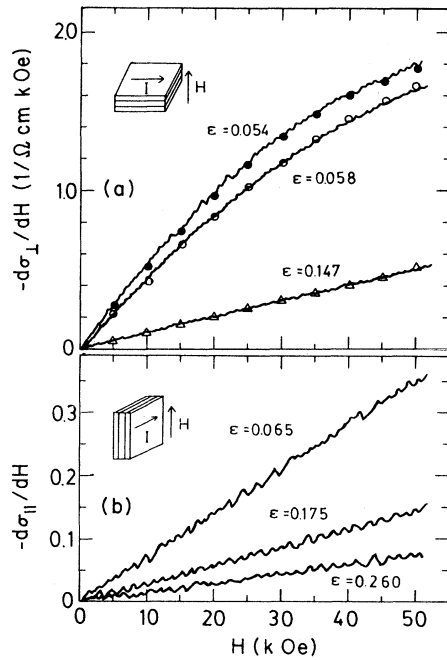 2.0
-dσ⊥/dH (1/Ω cm k Oe)
I
H
ε=0.054
ε=0.058
1.0
(a)
ε=0.147
0
-dσ||/dH
0.3
I
H
ε=0.065
0.2
(b)
ε=0.175
0.1
ε=0.260
0
0 10 20 30 40 50
H (k Oe)